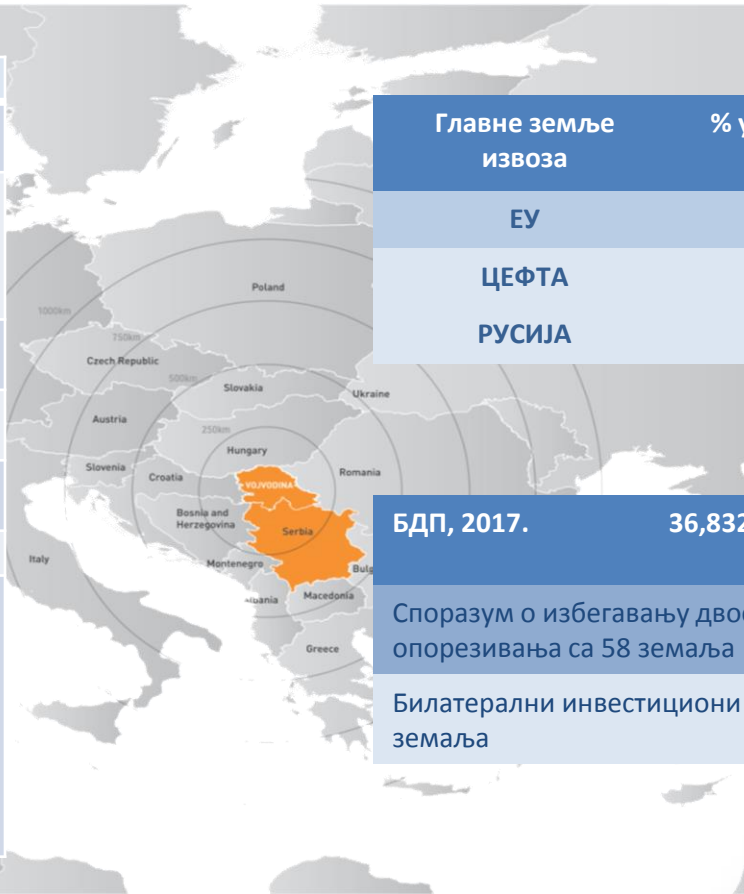 Главне земље
извоза
% у
ЕУ
ЦЕФТА
РУСИЈА
Poland
1000km
750km
Czech Republic
500km
Slovakia
Ukraine
Austria
250km
Hungary
Slovenia
Croatia
Romania
VOJVODINA
Bosnia and
Herzegovina
Serbia
Italy
Montenegro
Bulg
Macedonia
Greece
БДП, 2017.
36,832
Споразум о избегавању двос
опорезивања са 58 земаља
Билатерални инвестициони
земаља